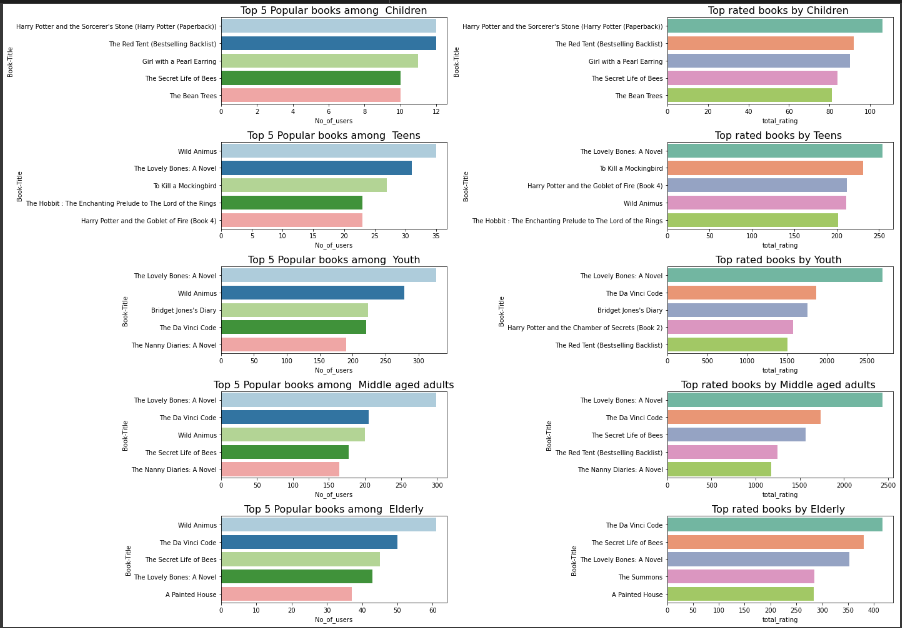 Top 5 Popular books among  Children
Harry Potter and the Sorcerer's Stone (Harry Potter (Paperback))
The Red Tent (Bestselling Backlist)
Girl with a Pearl Earring
The Secret Life of Bees
The Bean Trees
Book-Title
0 2 4 6 8 10 12
No_of_users
Top rated books by Children
Harry Potter and the Sorcerer's Stone (Harry Potter (Paperback))
The Red Tent (Bestselling Backlist)
Girl with a Pearl Earring
The Secret Life of Bees
The Bean Trees
Book-Title
0 20 40 60 80 100
total_rating
Top 5 Popular books among  Teens
Wild Animus
The Lovely Bones: A Novel
To Kill a Mockingbird
The Hobbit : The Enchanting Prelude to The Lord of the Rings
Harry Potter and the Goblet of Fire (Book 4)
Book-Title
0 5 10 15 20 25 30 35
No_of_users
Top rated books by Teens
The Lovely Bones: A Novel
To Kill a Mockingbird
Harry Potter and the Goblet of Fire (Book 4)
Wild Animus
The Hobbit : The Enchanting Prelude to The Lord of the Rings
Book-Title
0 50 100 150 200 250
total_rating
Top 5 Popular books among  Youth
The Lovely Bones: A Novel
Wild Animus
Bridget Jones's Diary
The Da Vinci Code
The Nanny Diaries: A Novel
Book-Title
0 50 100 150 200 250 300
No_of_users
Top rated books by Youth
The Lovely Bones: A Novel
The Da Vinci Code
Bridget Jones's Diary
Harry Potter and the Chamber of Secrets (Book 2)
The Red Tent (Bestselling Backlist)
Book-Title
0 500 1000 1500 2000 2500
total_rating
Top 5 Popular books among  Middle aged adults
The Lovely Bones: A Novel
The Da Vinci Code
Wild Animus
The Secret Life of Bees
The Nanny Diaries: A Novel
Book-Title
0 50 100 150 200 250 300
No_of_users
Top rated books by Middle aged adults
The Lovely Bones: A Novel
The Da Vinci Code
The Secret Life of Bees
The Red Tent (Bestselling Backlist)
The Nanny Diaries: A Novel
Book-Title
0 500 1000 1500 2000 2500
total_rating
Top 5 Popular books among  Elderly
Wild Animus
The Da Vinci Code
The Secret Life of Bees
The Lovely Bones: A Novel
A Painted House
Book-Title
0 10 20 30 40 50 60
No_of_users
Top rated books by Elderly
The Da Vinci Code
The Secret Life of Bees
The Lovely Bones: A Novel
The Summons
A Painted House
Book-Title
0 50 100 150 200 250 300 350 400
total_rating